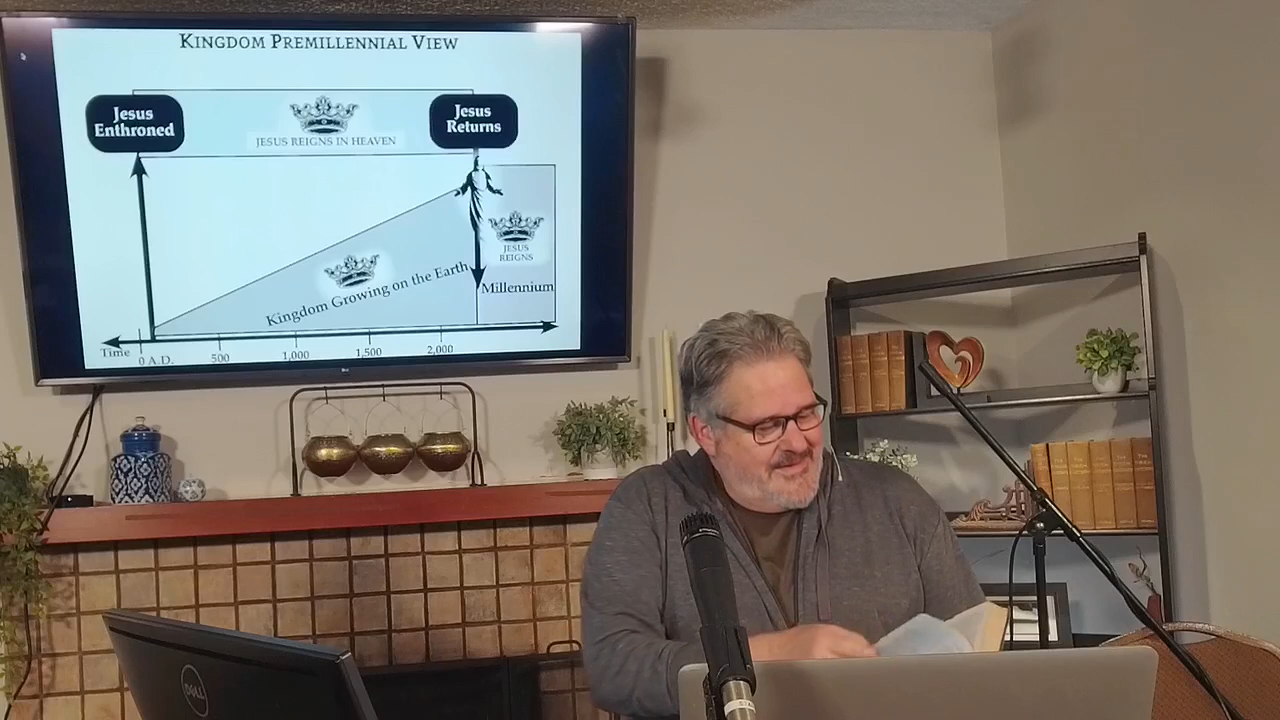 KINGDOM PREMILLENNIAL VIEW
Jesus
Enthroned
JESUS REIGNS IN HEAVEN
Jesus
Returns
JESUS
REIGNS
Kingdom Growing on the Earth
Millennium
Time
0 A.D.
500
1,000
1,500
2,000
DELL